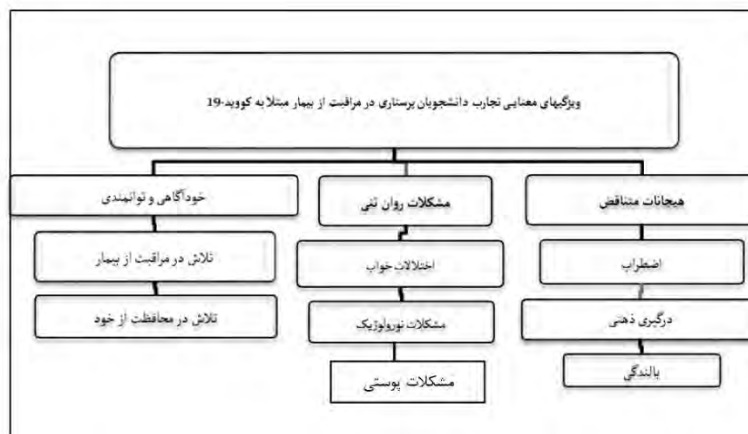 ویژگیهای معنایی تجارب دانشجویان پرستاری در مراقبت از بیمار مبتلا به کووید-19
هیجانات متناقض
اضطراب
درگیری ذهنی
بالندگی
مشکلات روان تنی
اختلالات خواب
مشکلات نورولوژیک
مشکلات پوستی
خودآگاهی و توانمندی
تلاش در مراقبت از بیمار
تلاش در محافظت از خود